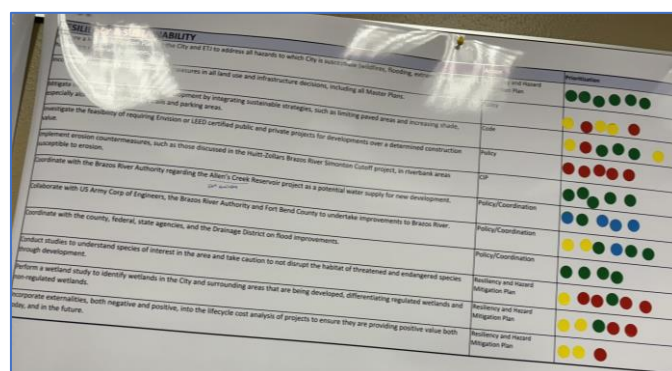 RESILI ABILITY
the City and ETJ to address all hazards to which City is susceptible (wildfires, flooding, extreme
Prioritization
and Hazard
Mitigation Plan
measures in all land use and infrastructure decisions, including all Master Plans.
Policy
by integrating sustainable strategies, such as limiting paved areas and increasing shade,
especially and parking areas.
Code
Investigate the feasibility of requiring Envision or LEED certified public and private projects for developments over a determined construction
value.
Policy
Implement erosion countermeasures, such as those discussed in the Huitt-Zollars Brazos River Simonton Cutoff project, in riverbank areas
susceptible to erosion.
CIP
Coordinate with the Brazos River Authority regarding the Allen's Creek Reservoir project as a potential water supply for new development.
Policy/Coordination
Collaborate with US Army Corp of Engineers, the Brazos River Authority and Fort Bend County to undertake improvements to Brazos River.
Policy/Coordination
Coordinate with the county, federal, state agencies, and the Drainage District on flood improvements.
Policy/Coordination
Conduct studies to understand species of interest in the area and take caution to not disrupt the habitat of threatened and endangered species
through development.
Resiliency and Hazard
Mitigation Plan
Perform a wetland study to identify wetlands in the City and surrounding areas that are being developed, differentiating regulated wetlands and
non-regulated wetlands.
Resiliency and Hazard
Mitigation Plan
Incorporate externalities, both negative and positive, into the lifecycle cost analysis of projects to ensure they are providing positive value both
today, and in the future.
Resiliency and Hazard
Mitigation Plan